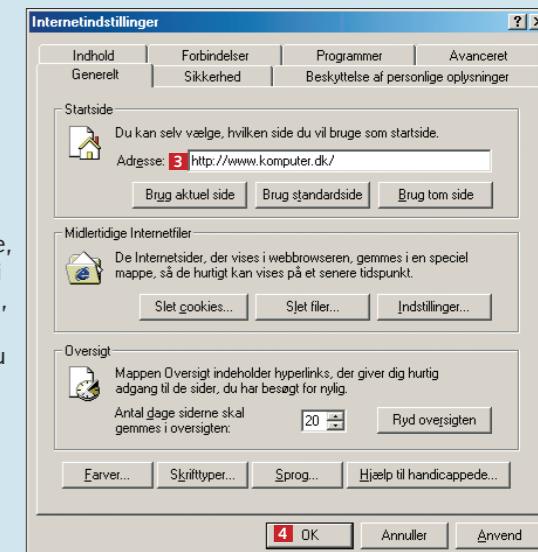 Internetindstillinger
Indhold Forbindelser Programmer Avanceret
Generelt Sikkerhed Beskyttelse af personlige oplysninger
Startside
Du kan selv vælge, hvilken side du vil bruge som startside.
Adresse: 3 http://www.komputer.dk/
Brug aktuel side Brug standardside Brug tom side
Midlertidige Internetfiler
De Internetsider, der vises i webbrowseren, gemmes i en speciel
mappe, så de hurtigt kan vises på et senere tidspunkt.
Slet cookies... Slet filer... Indstillinger...
Oversigt
Mappen Oversigt indeholder hyperlinks, der giver dig hurtig
adgang til de sider, du har besøgt for nylig.
Antal dage siderne skal
gemmes i oversigten: 20 Ryd oversigten
Farver... Skrifttyper... Sprog... Hjælp til handicappede...
4 OK Annuller Anvend